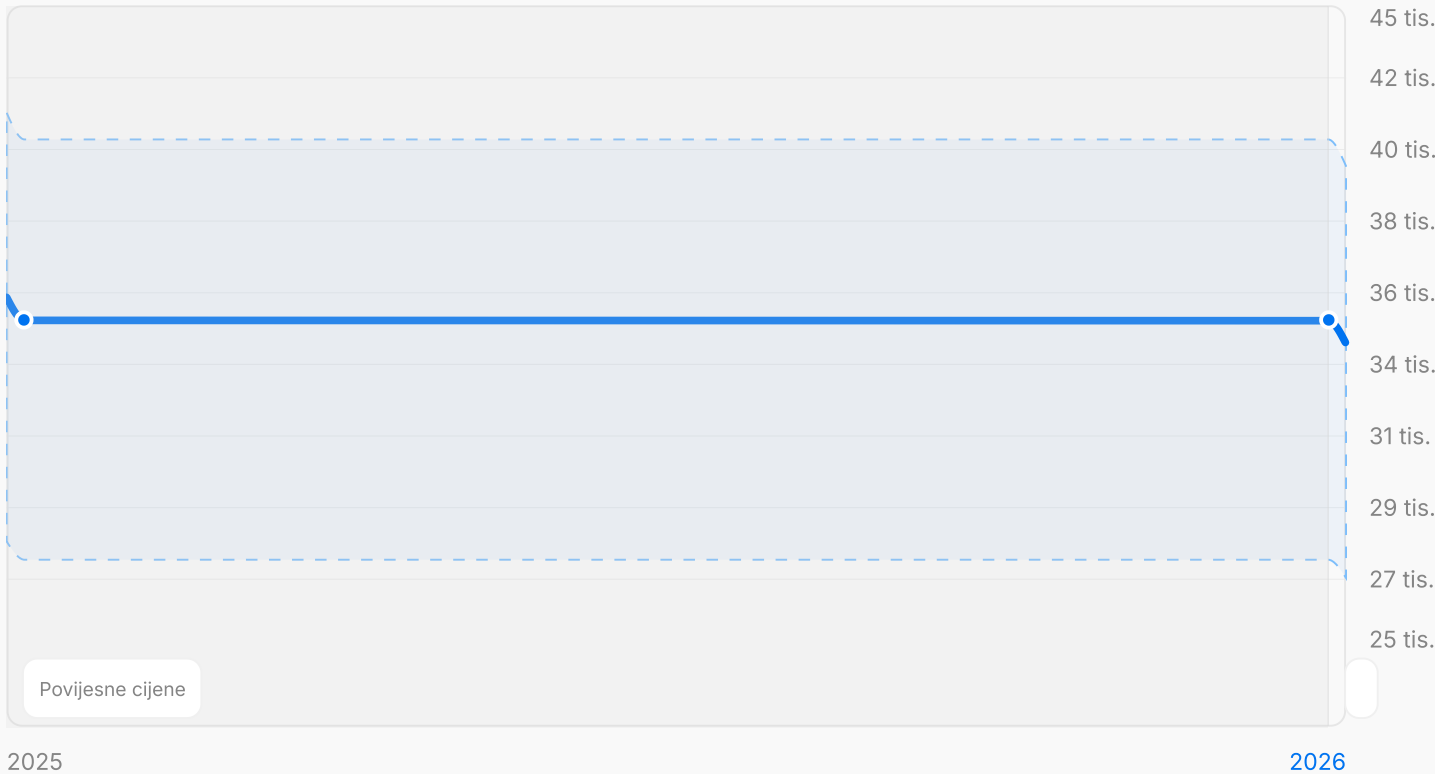 45 tis.
42 tis.
40 tis.
38 tis.
36 tis.
34 tis.
31 tis.
29 tis.
27 tis.
25 tis.
Povijesne cijene
2025
2026